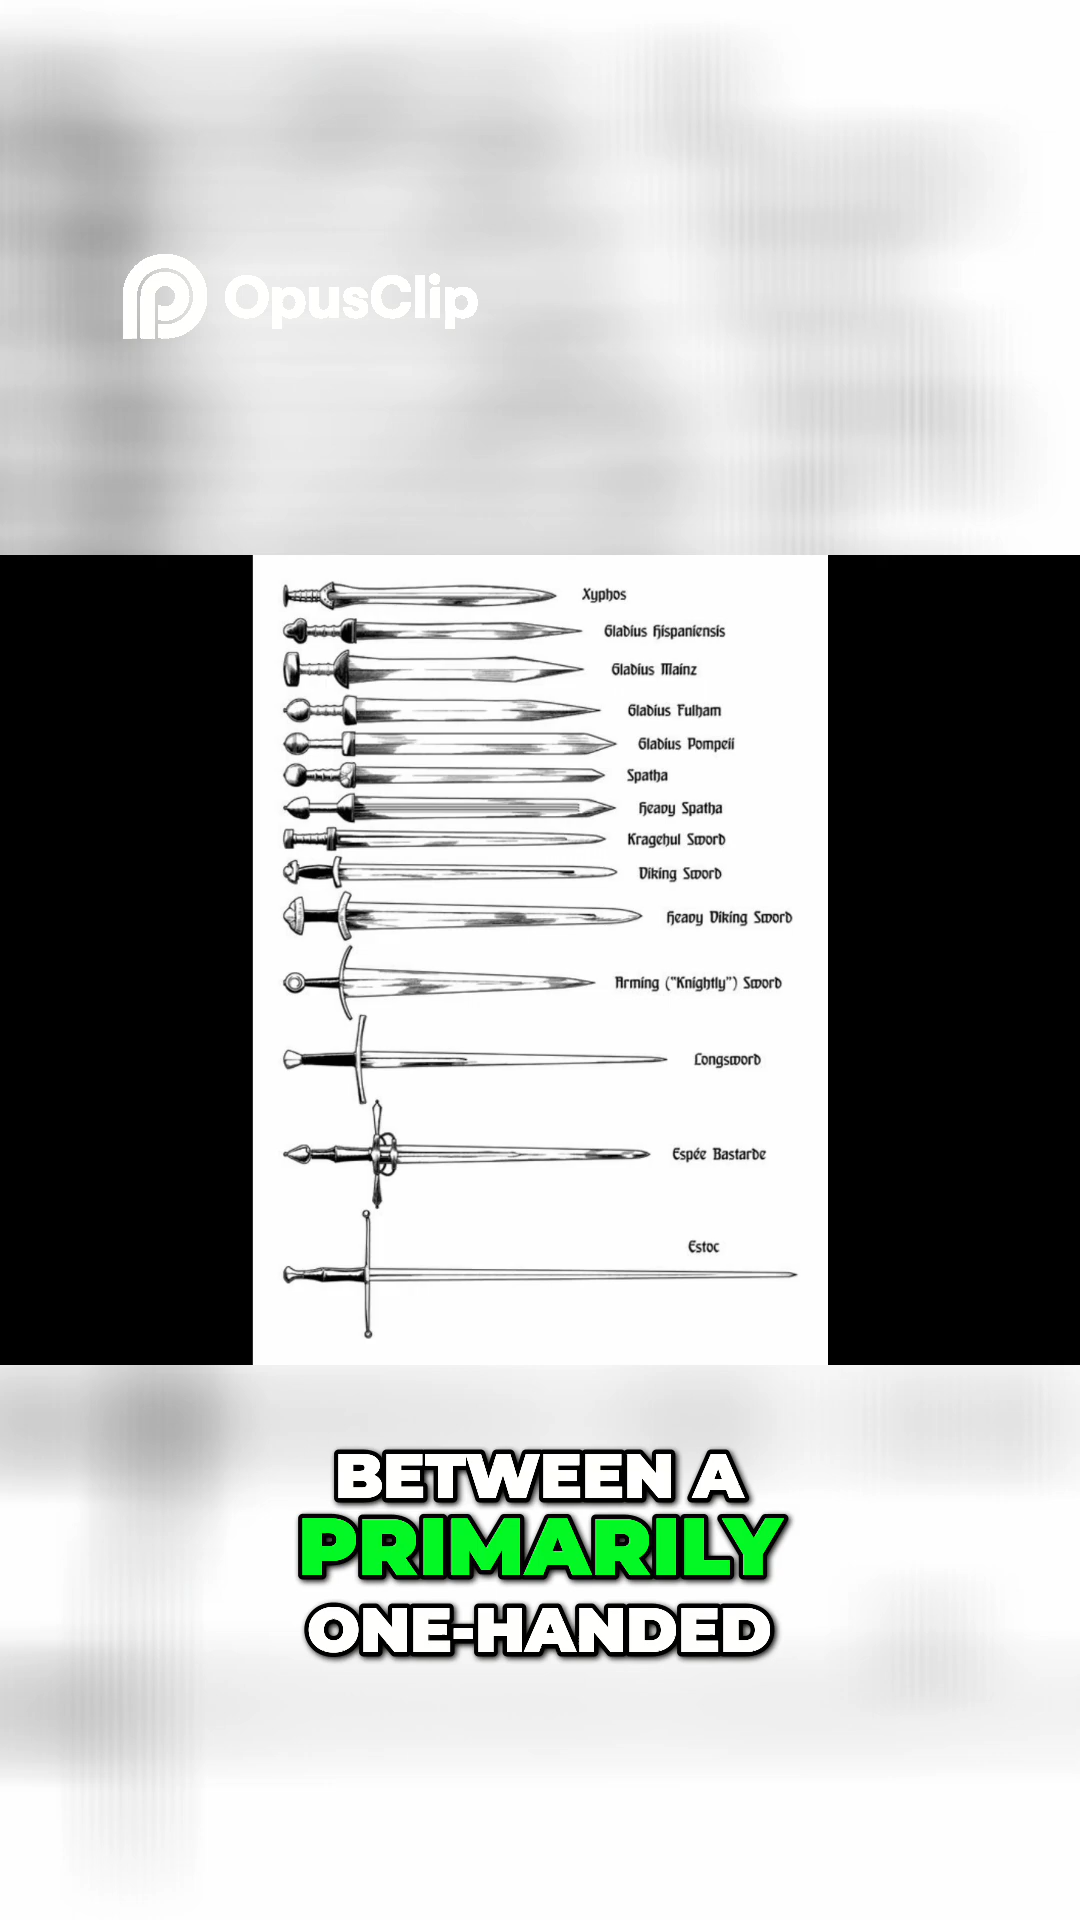 OpusClip
Xyphos
Gladius Hispaniensis
Gladius Mainz
Gladius Fulham
Gladius Pompeii
Spatha
Heavy Spatha
Kragehul Sword
Viking Sword
Heavy Viking Sword
Arming ("Knightly") Sword
Longsword
Espée Bastarde
Estoc
BETWEEN A
PRIMARILY
ONE-HANDED